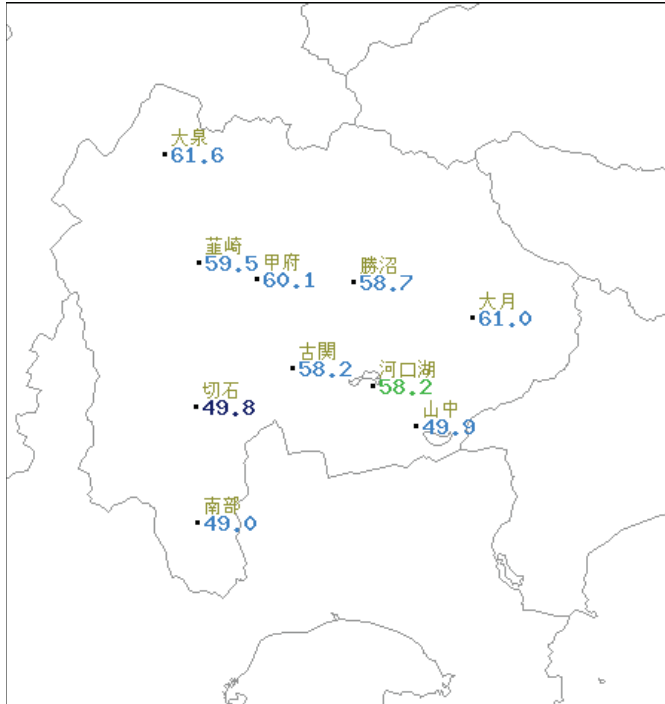 大泉
61.6
韮崎
59.5
甲府
60.1
勝沼
58.7
大月
61.0
古関
58.2
河口湖
58.2
切石
49.8
山中
49.9
南部
49.0